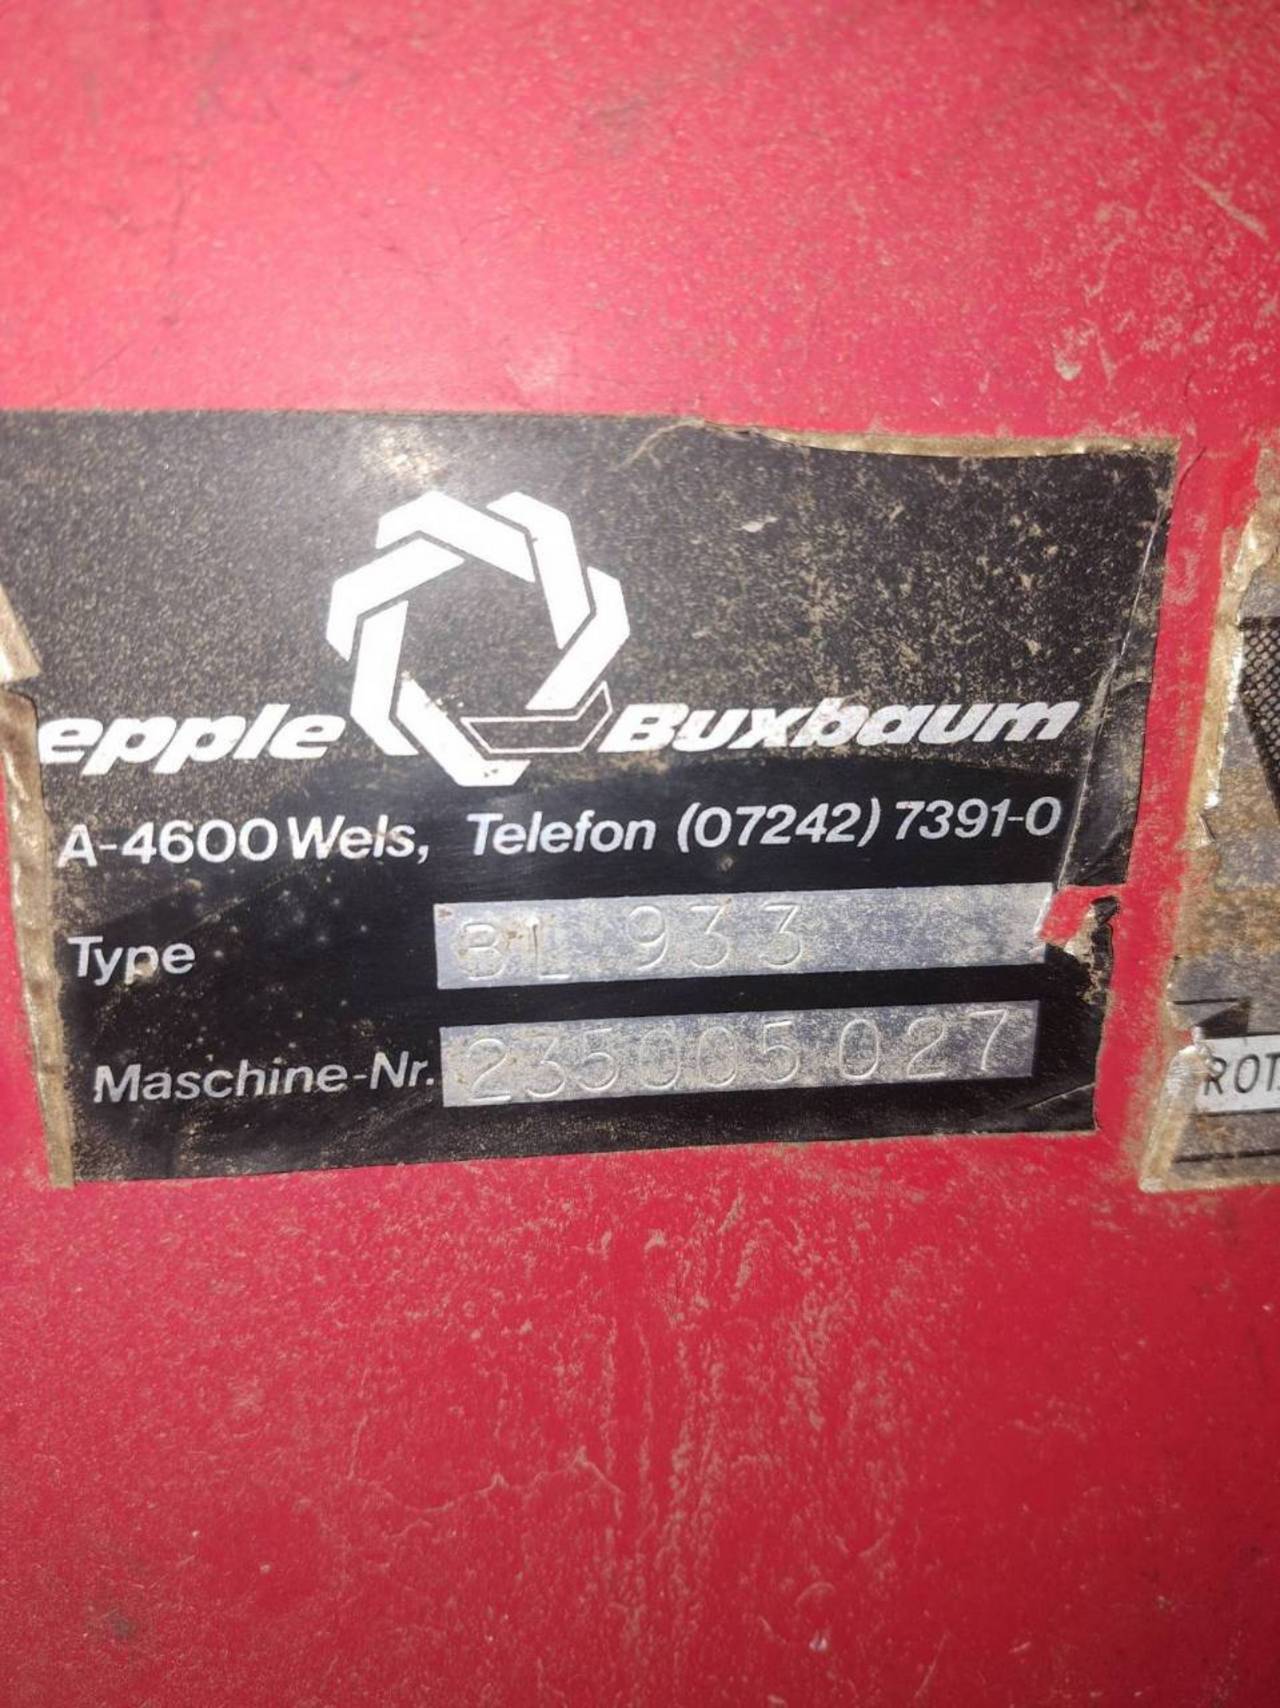 epple Buxbaum
A-4600 Wels, Telefon (07242) 7391-0
Type BL 933
Maschine-Nr. 235005027
ROT